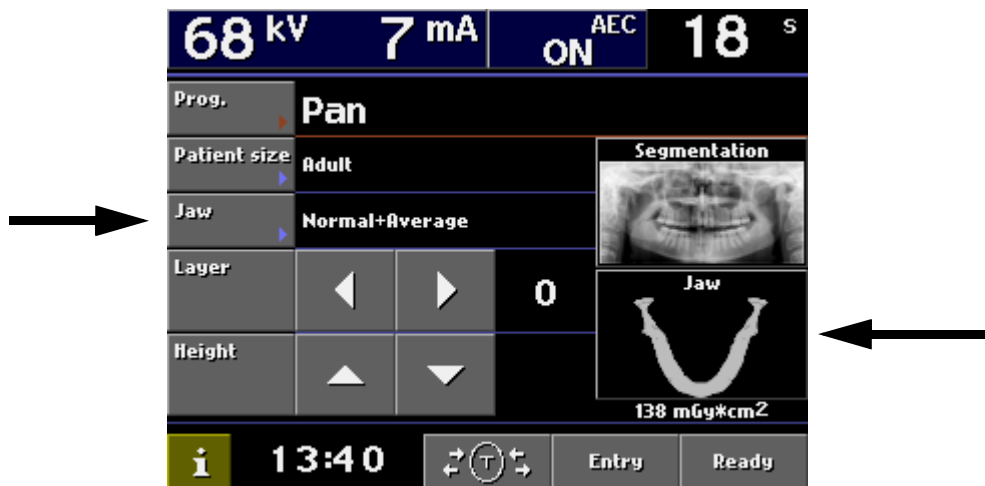 68 kV 7 mA ON AEC 18 s
Prog. Pan
Patient size Adult
Segmentation
Jaw Normal+Average
Layer 0
Jaw
Height
138 mGy*cm2
i 13:40 T Entry Ready